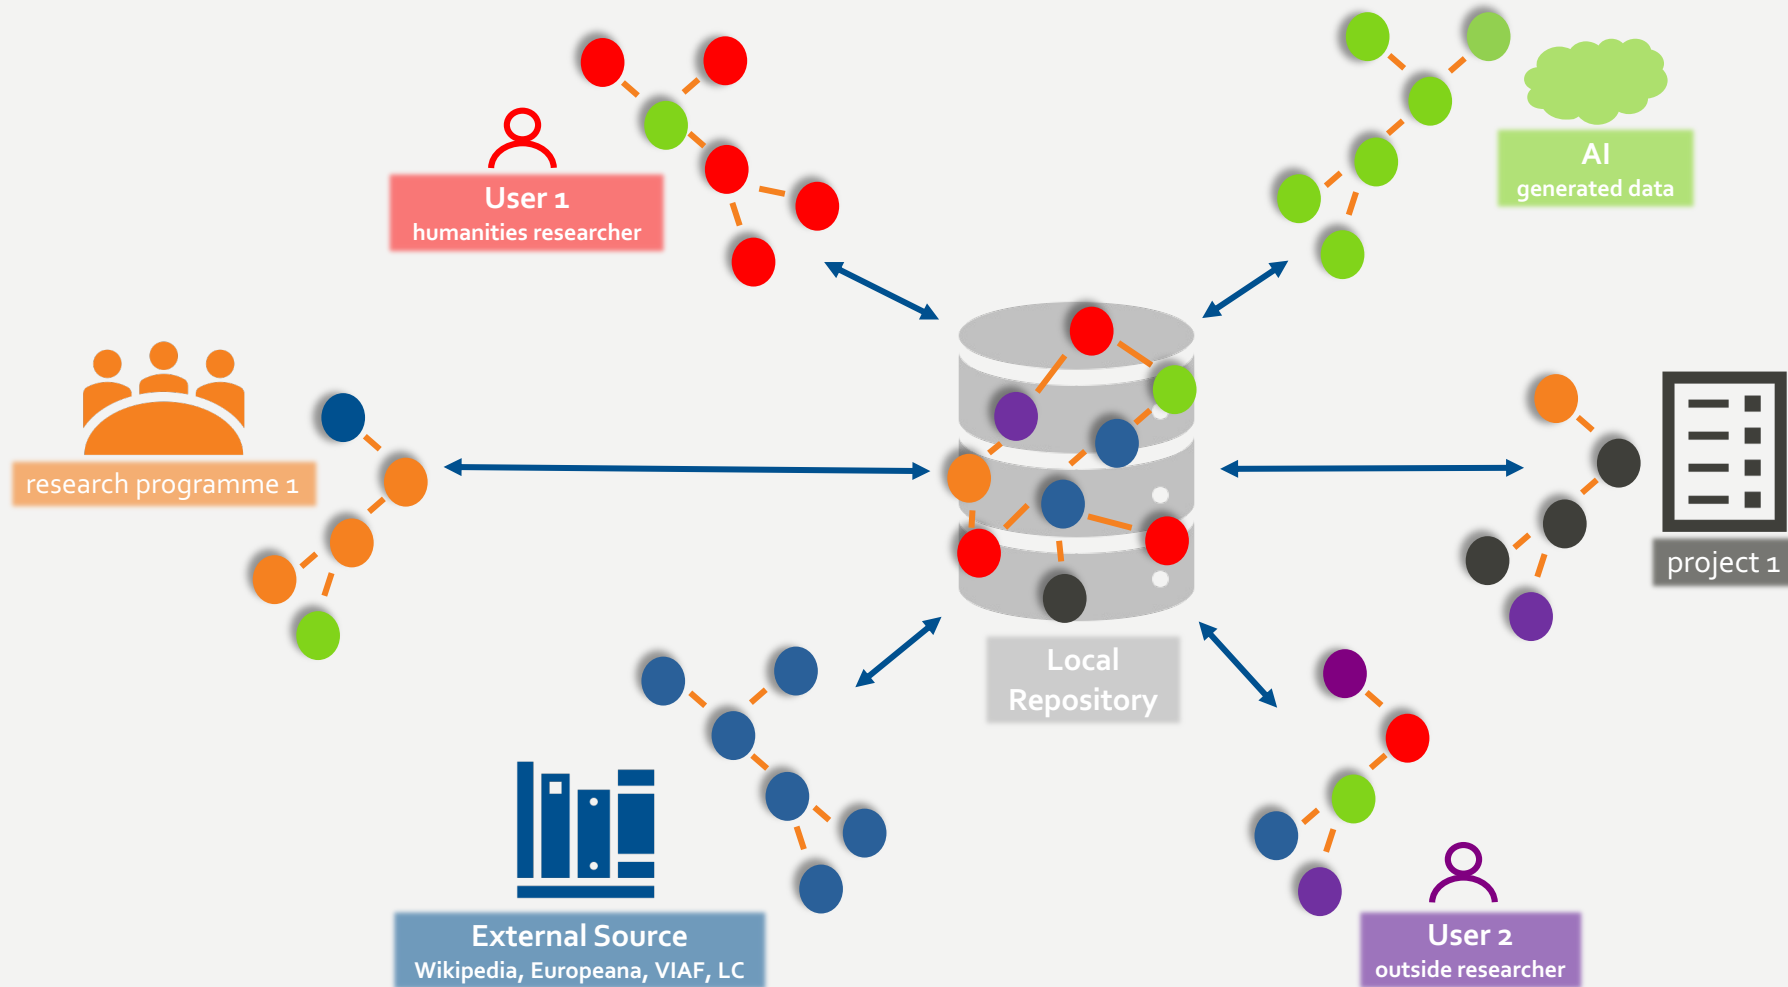 AI
generated data
User 1
humanities researcher
research programme 1
project 1
Local
Repository
External Source
Wikipedia, Europeana, VIAF, LC
User 2
outside researcher